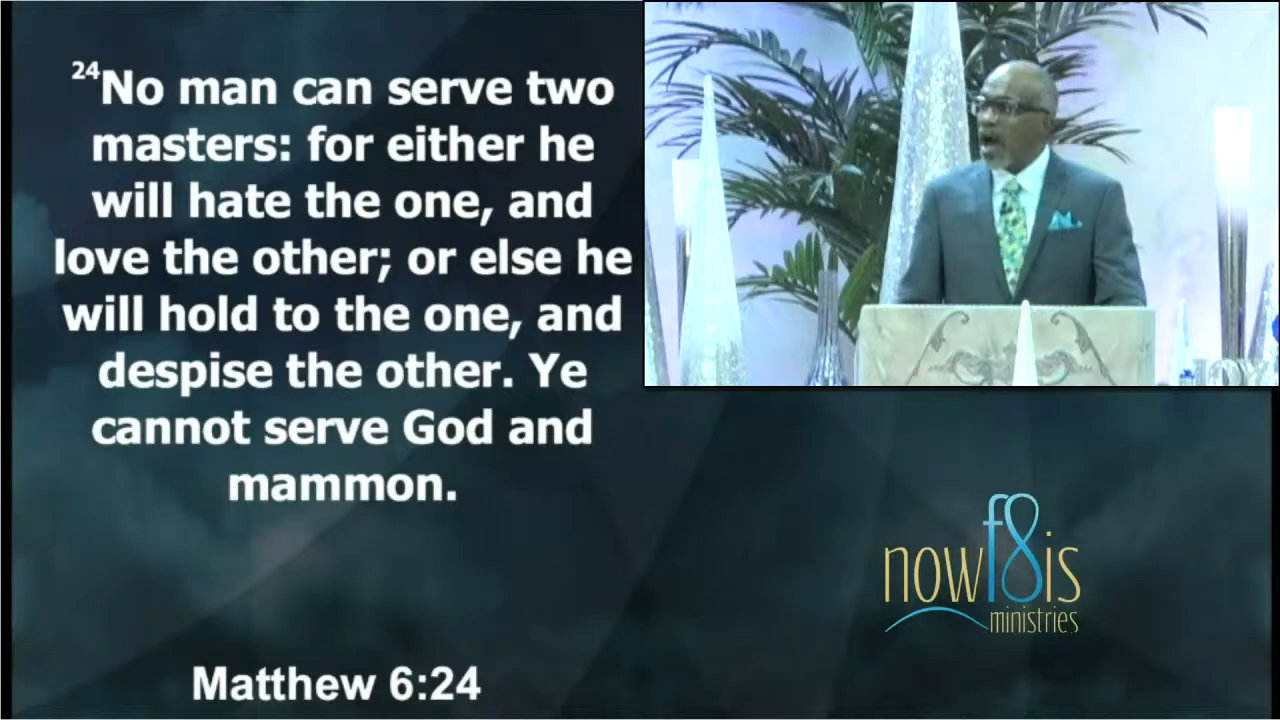 24No man can serve two
masters: for either he
will hate the one, and
love the other; or else he
will hold to the one, and
despise the other. Ye
cannot serve God and
mammon.
Matthew 6:24
nowf8is
ministries